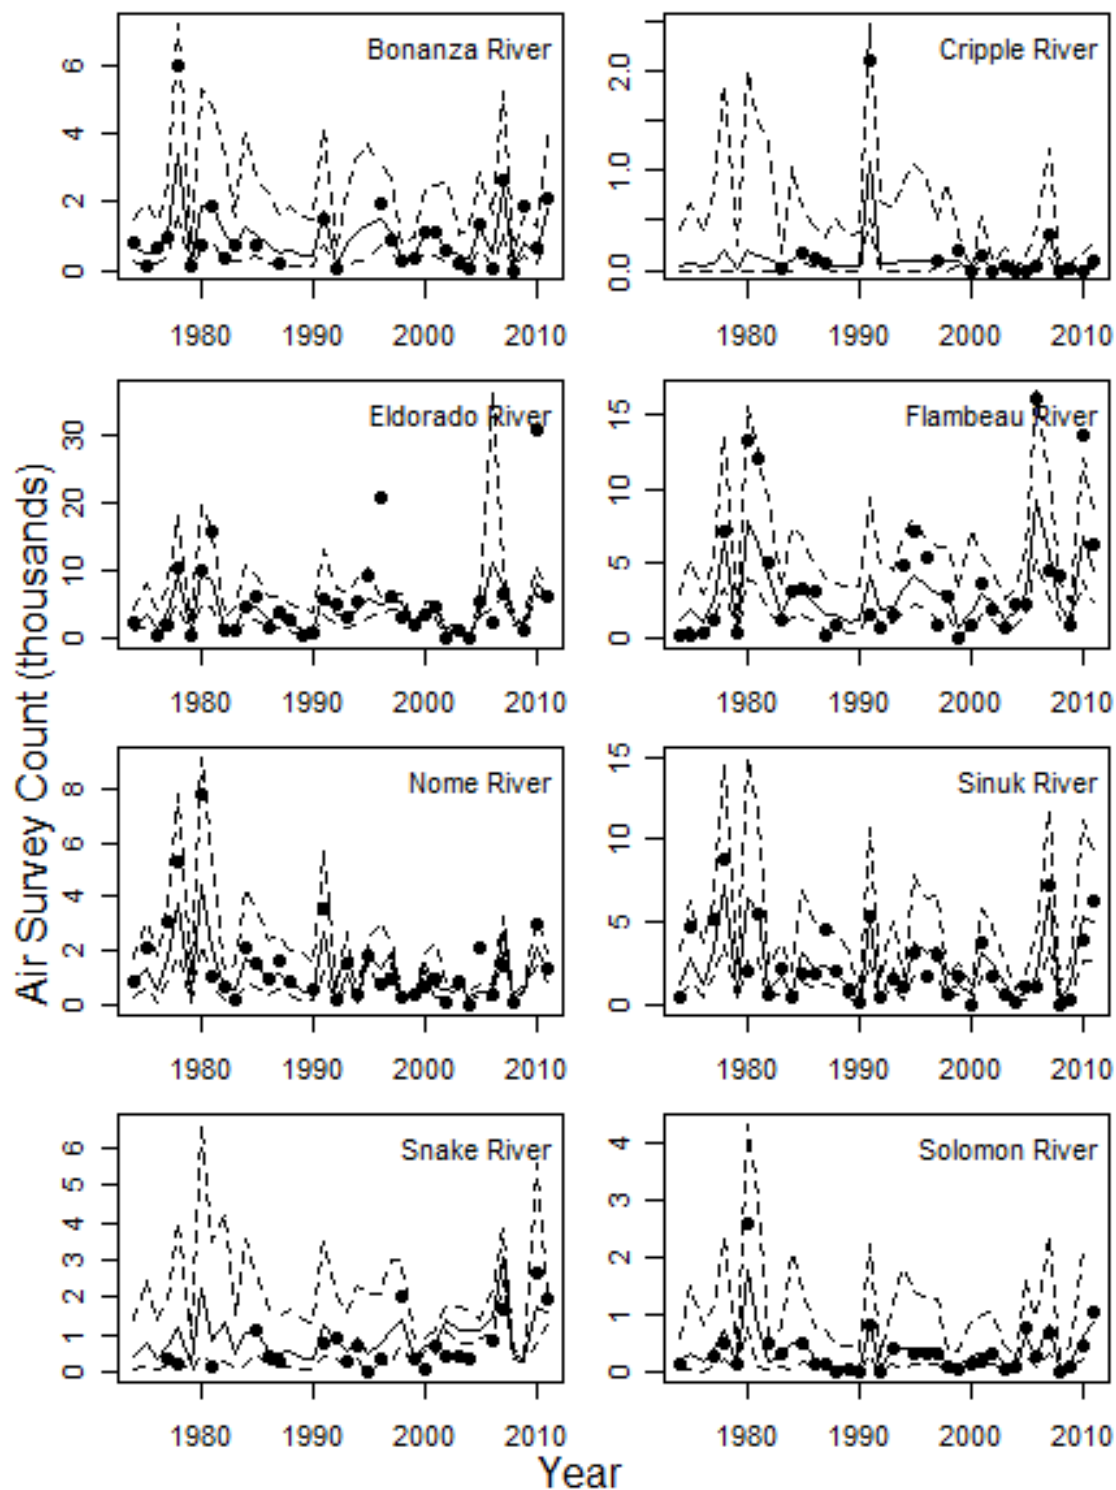 Air Survey Count (thousands)
Bonanza River
6
4
2
0
1980 1990 2000 2010
Cripple River
2.0
1.0
0.0
1980 1990 2000 2010
Eldorado River
30
20
10
0
1980 1990 2000 2010
Flambeau River
15
10
5
0
1980 1990 2000 2010
Nome River
8
6
4
2
0
1980 1990 2000 2010
Sinuk River
15
10
5
0
1980 1990 2000 2010
Snake River
6
5
4
3
2
1
0
1980 1990 2000 2010
Solomon River
4
3
2
1
0
1980 1990 2000 2010
Year